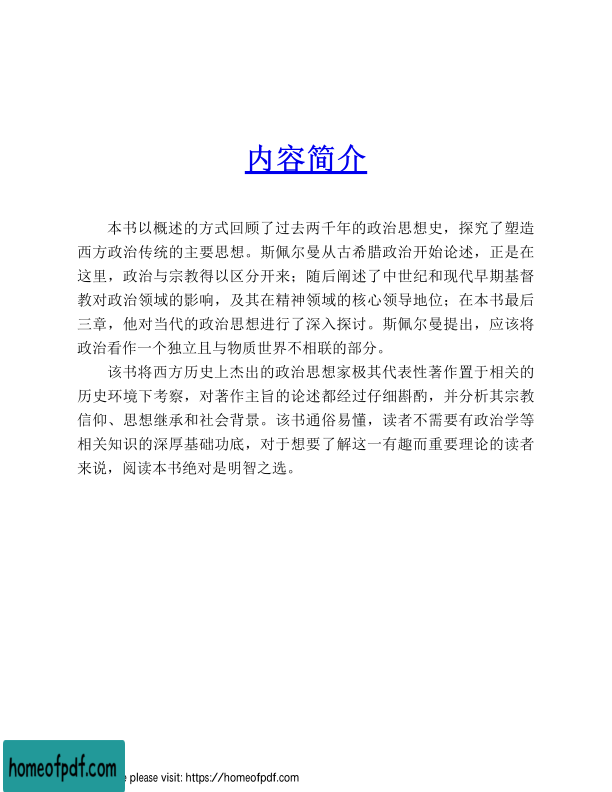 内容简介
本书以概述的方式回顾了过去两千年的政治思想史，探究了塑造
西方政治传统的主要思想。斯佩尔曼从古希腊政治开始论述，正是在
这里，政治与宗教得以区分开来；随后阐述了中世纪和现代早期基督
教对政治领域的影响，及其在精神领域的核心领导地位；在本书最后
三章，他对当代的政治思想进行了深入探讨。斯佩尔曼提出，应该将
政治看作一个独立且与物质世界不相联的部分。
该书将西方历史上杰出的政治思想家极其代表性著作置于相关的
历史环境下考察，对著作主旨的论述都经过仔细斟酌，并分析其宗教
信仰、思想继承和社会背景。该书通俗易懂，读者不需要有政治学等
相关知识的深厚基础功底，对于想要了解这一有趣而重要理论的读者
来说，阅读本书绝对是明智之选。
homeofpdf.com
e please visit: https://homeofpdf.com